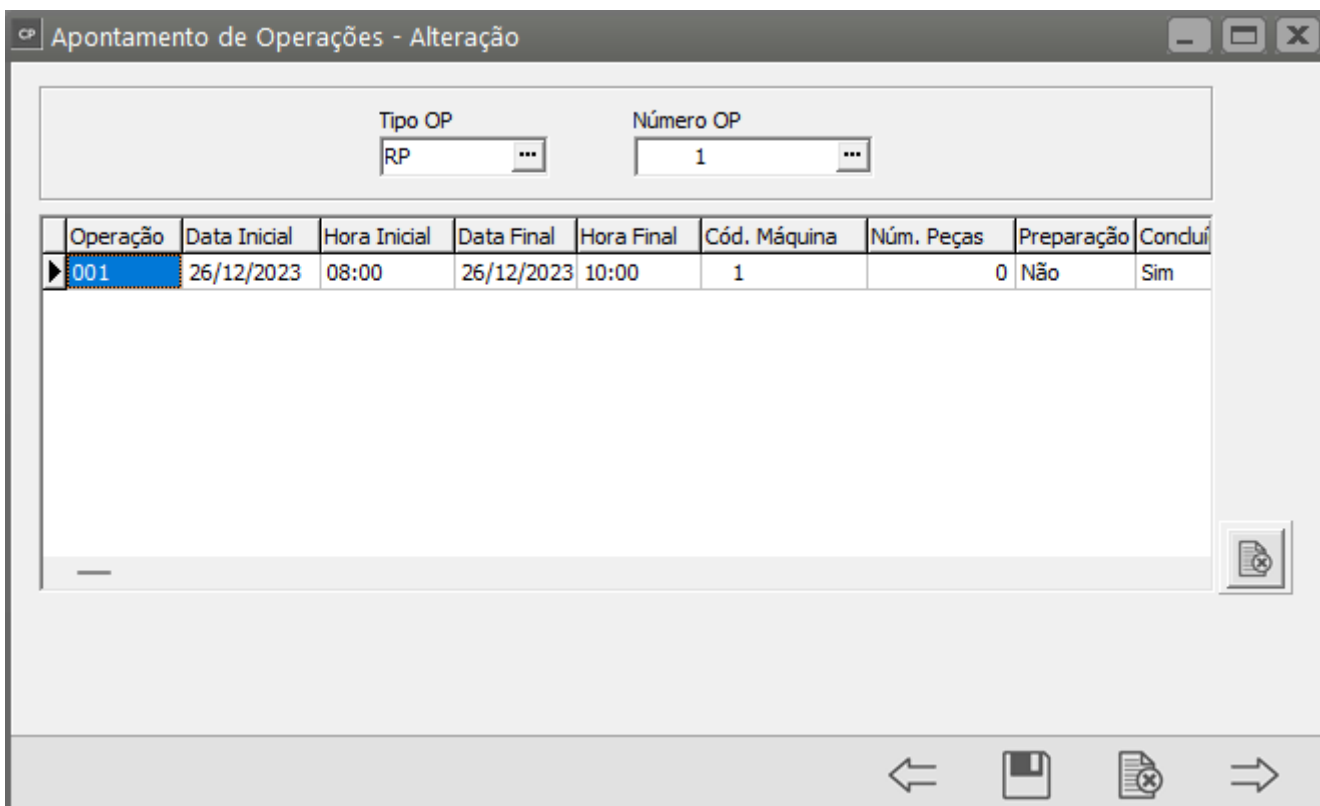 CP Apontamento de Operações - Alteração
Tipo OP Número OP
RP ... 1 ...
Operação Data Inicial Hora Inicial Data Final Hora Final Cód. Máquina Núm. Peças Preparação Concluí
001 26/12/2023 08:00 26/12/2023 10:00 1 0 Não Sim